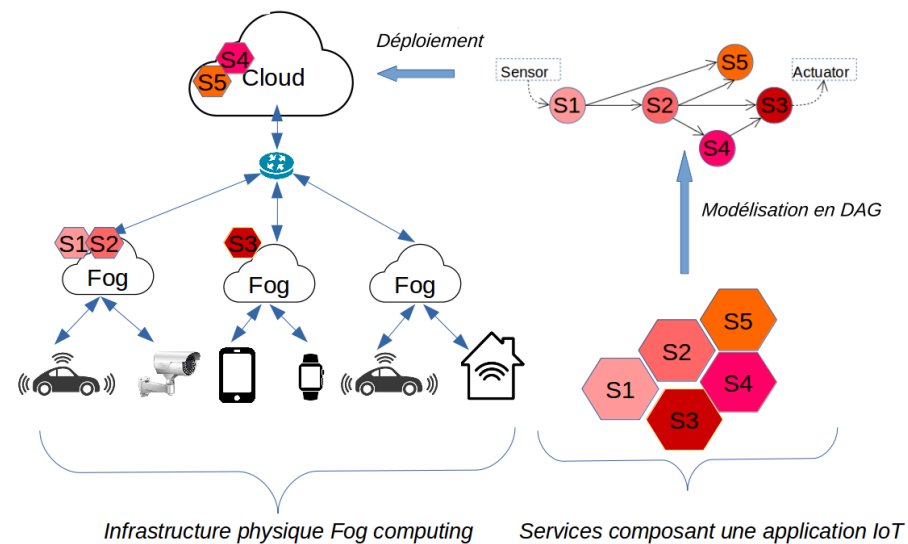 Déploiement
S4
S5
Cloud
Sensor
S5
Actuator
S1
S2
S3
S4
Modélisation en DAG
S1
S2
Fog
S3
Fog
Fog
S5
S2
S1
S4
S3
Infrastructure physique Fog computing
Services composant une application IoT